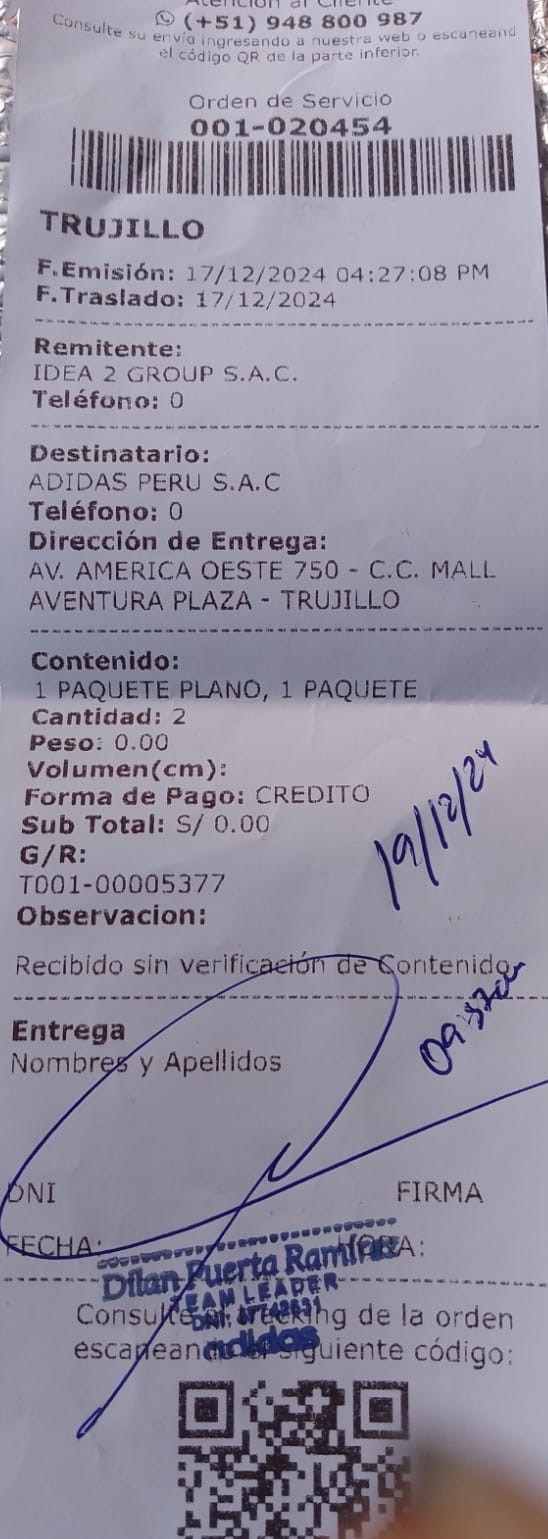 Atención al Cliente
(+51) 948 800 987
Consulte su envío ingresando a nuestra web o escaneand
el código QR de la parte inferior.
Orden de Servicio
001-020454
TRUJILLO
F.Emisión: 17/12/2024 04:27:08 PM
F.Traslado: 17/12/2024
Remitente:
IDEA 2 GROUP S.A.C.
Teléfono: 0
Destinatario:
ADIDAS PERU S.A.C
Teléfono: 0
Dirección de Entrega:
AV. AMERICA OESTE 750 - C.C. MALL
AVENTURA PLAZA - TRUJILLO
Contenido:
1 PAQUETE PLANO, 1 PAQUETE
Cantidad: 2
Peso: 0.00
Volumen(cm):
Forma de Pago: CREDITO
Sub Total: S/ 0.00
G/R:
T001-00005377
19/12/24
Observacion:
Recibido sin verificación de Contenido
Entrega
Nombres y Apellidos
DNI FIRMA
FECHA: HORA:
Dilan Puerta Ramirez
TEAM LEADER
DNI:
adidas
Consulte el tracking de la orden
escaneando el siguiente código: